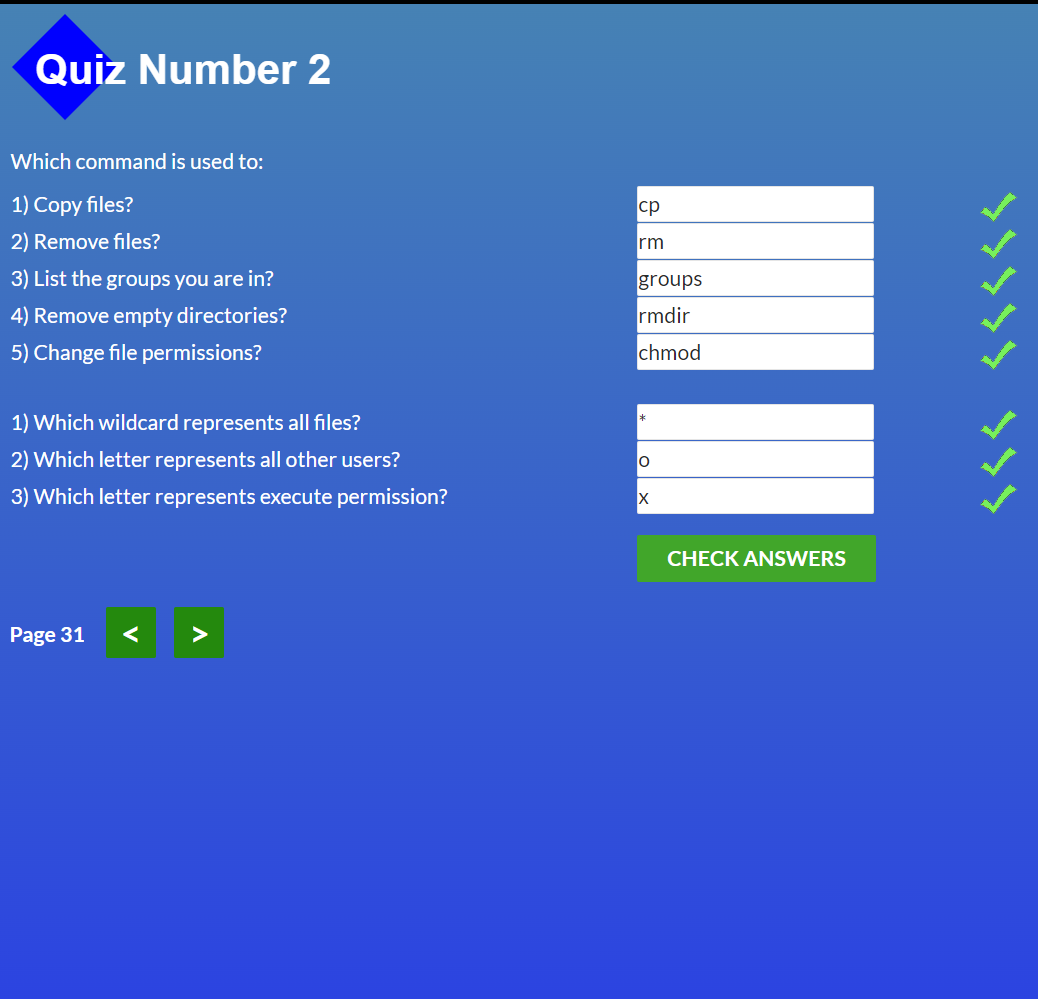 Quiz Number 2
Which command is used to:
1) Copy files? cp
2) Remove files? rm
3) List the groups you are in? groups
4) Remove empty directories? rmdir
5) Change file permissions? chmod
1) Which wildcard represents all files? *
2) Which letter represents all other users? o
3) Which letter represents execute permission? x
CHECK ANSWERS
Page 31 < >